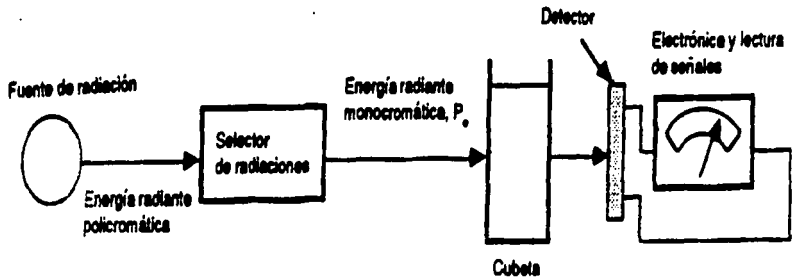 Detector
Electrónica y lectura
de señales
Fuente de radiación
Energía radiante
monocromática, P
Selector
de radiaciones
Energía radiante
policromática
Cubeta